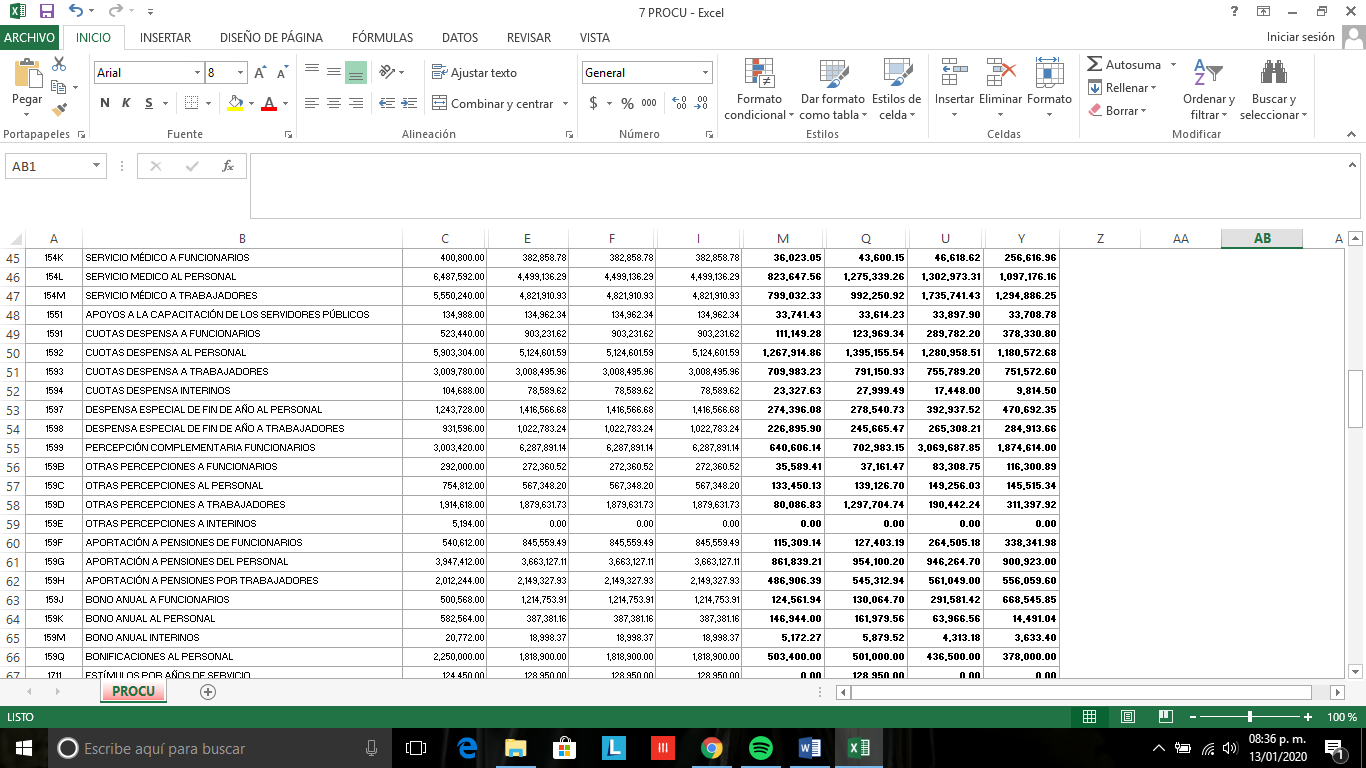 7 PROCU - Excel
ARCHIVO INICIO INSERTAR DISEÑO DE PÁGINA FÓRMULAS DATOS REVISAR VISTA Iniciar sesión
Pegar Arial 8 Ajustar texto General Formato condicional Dar formato como tabla Estilos de celda Insertar Eliminar Formato Autosuma Rellenar Borrar Ordenar y filtrar Buscar y seleccionar
N K S Combinar y centrar $ % 000
Portapapeles Fuente Alineación Número Estilos Celdas Modificar
AB1 fx
A B C E F I M Q U Y Z AA AB A
45 154K SERVICIO MÉDICO A FUNCIONARIOS 400,800.00 382,858.78 382,858.78 382,858.78 36,023.05 43,600.15 46,618.62 256,616.96
46 154L SERVICIO MEDICO AL PERSONAL 6,487,592.00 4,499,136.29 4,499,136.29 4,499,136.29 823,647.56 1,275,339.26 1,302,973.31 1,097,176.16
47 154M SERVICIO MÉDICO A TRABAJADORES 5,550,240.00 4,821,910.93 4,821,910.93 4,821,910.93 799,032.33 992,250.92 1,735,741.43 1,294,886.25
48 1551 APOYOS A LA CAPACITACIÓN DE LOS SERVIDORES PÚBLICOS 134,988.00 134,962.34 134,962.34 134,962.34 33,741.43 33,614.23 33,897.90 33,708.78
49 1591 CUOTAS DESPENSA A FUNCIONARIOS 523,440.00 903,231.62 903,231.62 903,231.62 111,149.28 123,969.34 289,782.20 378,330.80
50 1592 CUOTAS DESPENSA AL PERSONAL 5,903,304.00 5,124,601.59 5,124,601.59 5,124,601.59 1,267,914.86 1,395,155.54 1,280,958.51 1,180,572.68
51 1593 CUOTAS DESPENSA A TRABAJADORES 3,009,780.00 3,008,495.96 3,008,495.96 3,008,495.96 709,983.23 791,150.93 755,789.20 751,572.60
52 1594 CUOTAS DESPENSA INTERINOS 104,688.00 78,589.62 78,589.62 78,589.62 23,327.63 27,999.49 17,448.00 9,814.50
53 1597 DESPENSA ESPECIAL DE FIN DE AÑO AL PERSONAL 1,243,728.00 1,416,566.68 1,416,566.68 1,416,566.68 274,396.08 278,540.73 392,937.52 470,692.35
54 1598 DESPENSA ESPECIAL DE FIN DE AÑO A TRABAJADORES 931,596.00 1,022,783.24 1,022,783.24 1,022,783.24 226,895.90 245,665.47 265,308.21 284,913.66
55 1599 PERCEPCIÓN COMPLEMENTARIA FUNCIONARIOS 3,003,420.00 6,287,891.14 6,287,891.14 6,287,891.14 640,606.14 702,983.15 3,069,687.85 1,874,614.00
56 159B OTRAS PERCEPCIONES A FUNCIONARIOS 292,000.00 272,360.52 272,360.52 272,360.52 35,589.41 37,161.47 83,308.75 116,300.89
57 159C OTRAS PERCEPCIONES AL PERSONAL 754,812.00 567,348.20 567,348.20 567,348.20 133,450.13 139,126.70 149,256.03 145,515.34
58 159D OTRAS PERCEPCIONES A TRABAJADORES 1,914,618.00 1,879,631.73 1,879,631.73 1,879,631.73 80,086.83 1,297,704.74 190,442.24 311,397.92
59 159E OTRAS PERCEPCIONES A INTERINOS 5,194.00 0.00 0.00 0.00 0.00 0.00 0.00 0.00
60 159F APORTACIÓN A PENSIONES DE FUNCIONARIOS 540,612.00 845,559.49 845,559.49 845,559.49 115,309.14 127,403.19 264,505.18 338,341.98
61 159G APORTACIÓN A PENSIONES DEL PERSONAL 3,947,412.00 3,663,127.11 3,663,127.11 3,663,127.11 861,839.21 954,100.20 946,264.70 900,923.00
62 159H APORTACIÓN A PENSIONES POR TRABAJADORES 2,012,244.00 2,149,327.93 2,149,327.93 2,149,327.93 486,906.39 545,312.94 561,049.00 556,059.60
63 159J BONO ANUAL A FUNCIONARIOS 500,568.00 1,214,753.91 1,214,753.91 1,214,753.91 124,561.94 130,064.70 291,581.42 668,545.85
64 159K BONO ANUAL AL PERSONAL 582,564.00 387,381.16 387,381.16 387,381.16 146,944.00 161,979.56 63,966.56 14,491.04
65 159M BONO ANUAL INTERINOS 20,772.00 18,998.37 18,998.37 18,998.37 5,172.27 5,879.52 4,313.18 3,633.40
66 159Q BONIFICACIONES AL PERSONAL 2,250,000.00 1,818,900.00 1,818,900.00 1,818,900.00 503,400.00 501,000.00 436,500.00 378,000.00
67 1711 ESTÍMULOS POR AÑOS DE SERVICIO 124,450.00 128,950.00 128,950.00 128,950.00 0.00 128,950.00 0.00 0.00
PROCU
LISTO 100 %
Escribe aquí para buscar 08:36 p. m.
13/01/2020